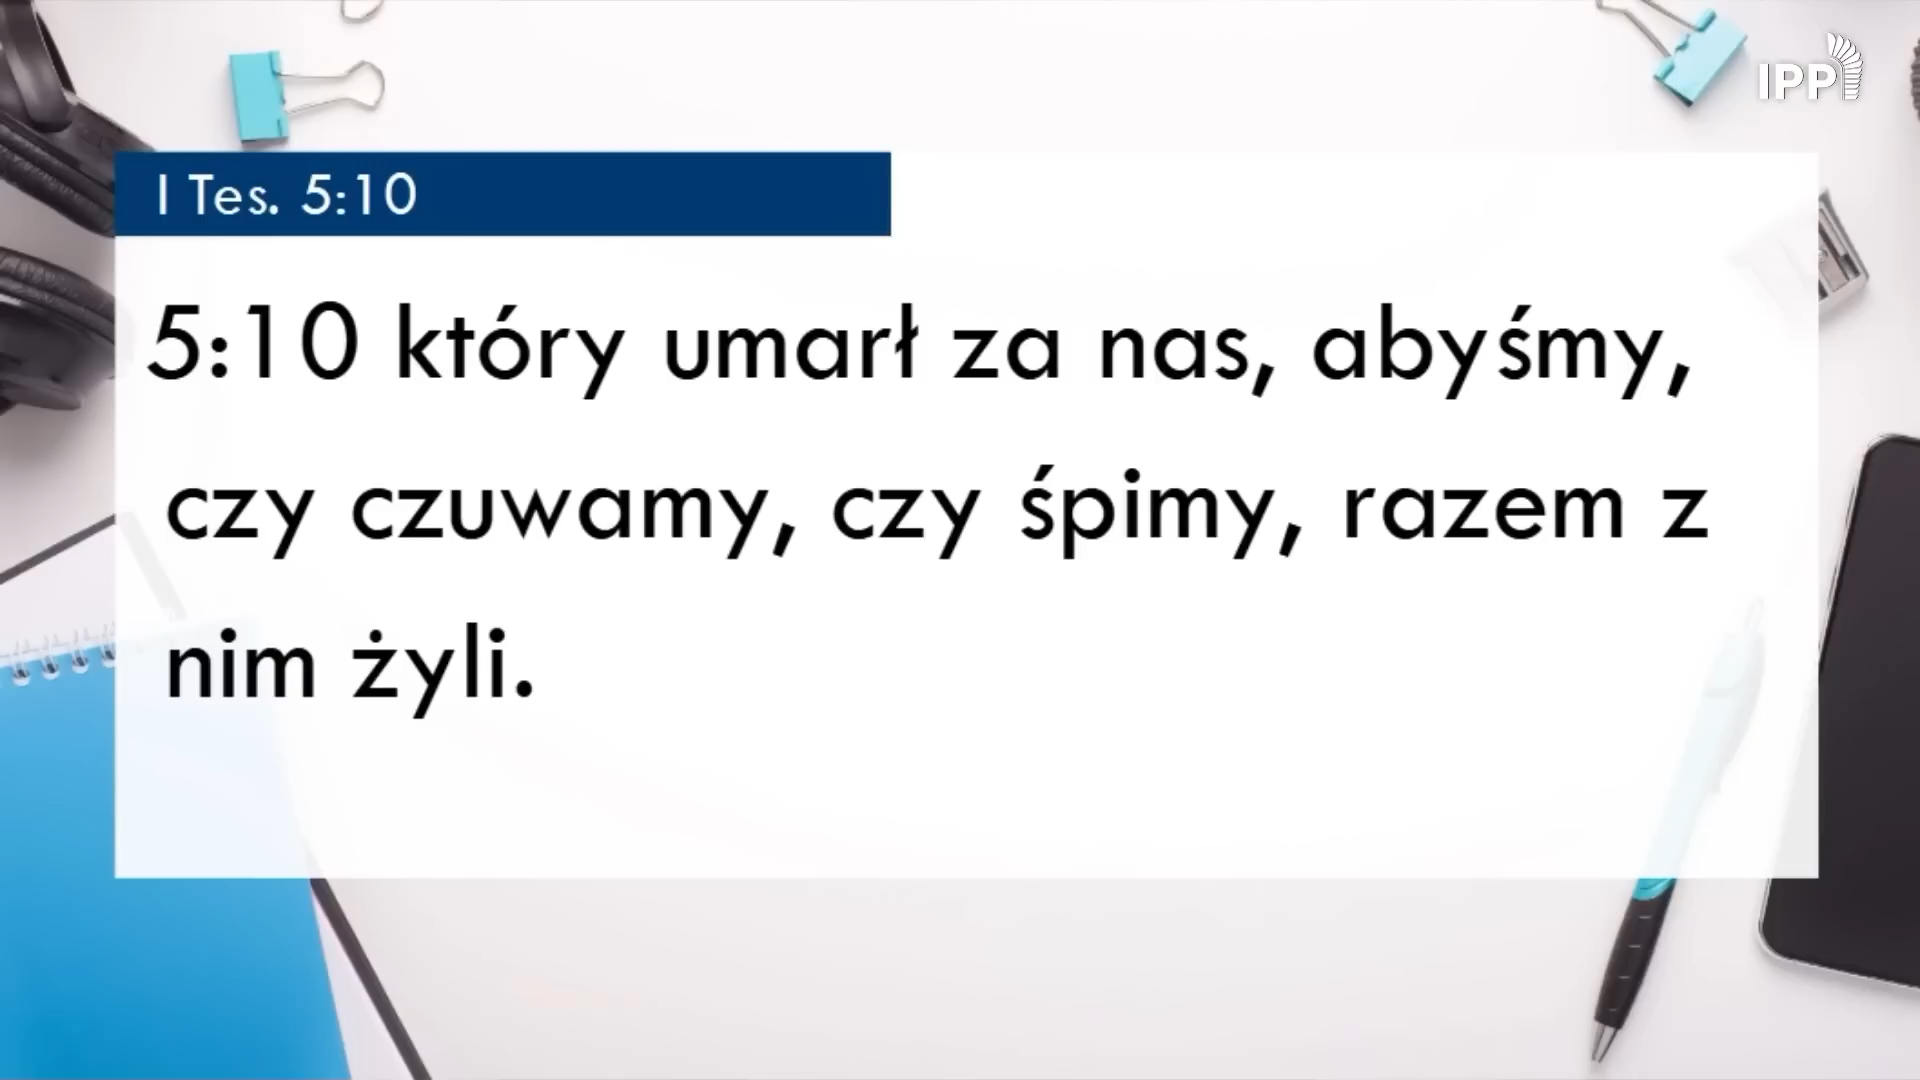 IPP
I Tes. 5:10
5:10 który umarł za nas, abyśmy,
czy czuwamy, czy śpimy, razem z
nim żyli.